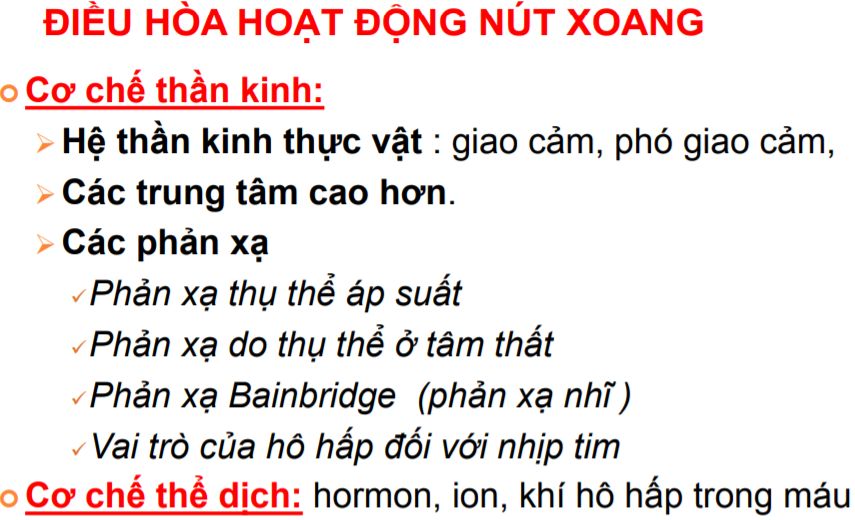 ĐIỀU HÒA HOẠT ĐỘNG NÚT XOANG
Cơ chế thần kinh:
Hệ thần kinh thực vật : giao cảm, phó giao cảm,
Các trung tâm cao hơn.
Các phản xạ
Phản xạ thụ thể áp suất
Phản xạ do thụ thể ở tâm thất
Phản xạ Bainbridge (phản xạ nhĩ )
Vai trò của hô hấp đối với nhịp tim
Cơ chế thể dịch: hormon, ion, khí hô hấp trong máu